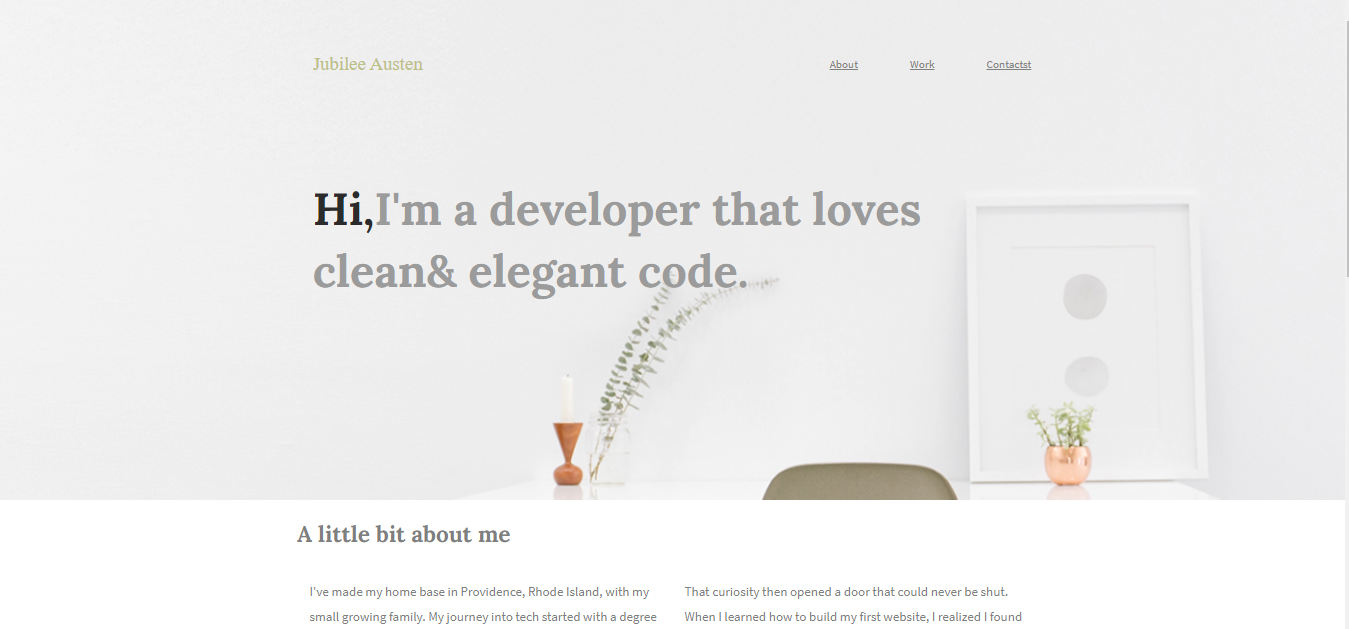 Jubilee Austen
About Work Contactst
Hi,I'm a developer that loves
clean& elegant code.
A little bit about me
I've made my home base in Providence, Rhode Island, with my
small growing family. My journey into tech started with a degree
That curiosity then opened a door that could never be shut.
When I learned how to build my first website, I realized I found